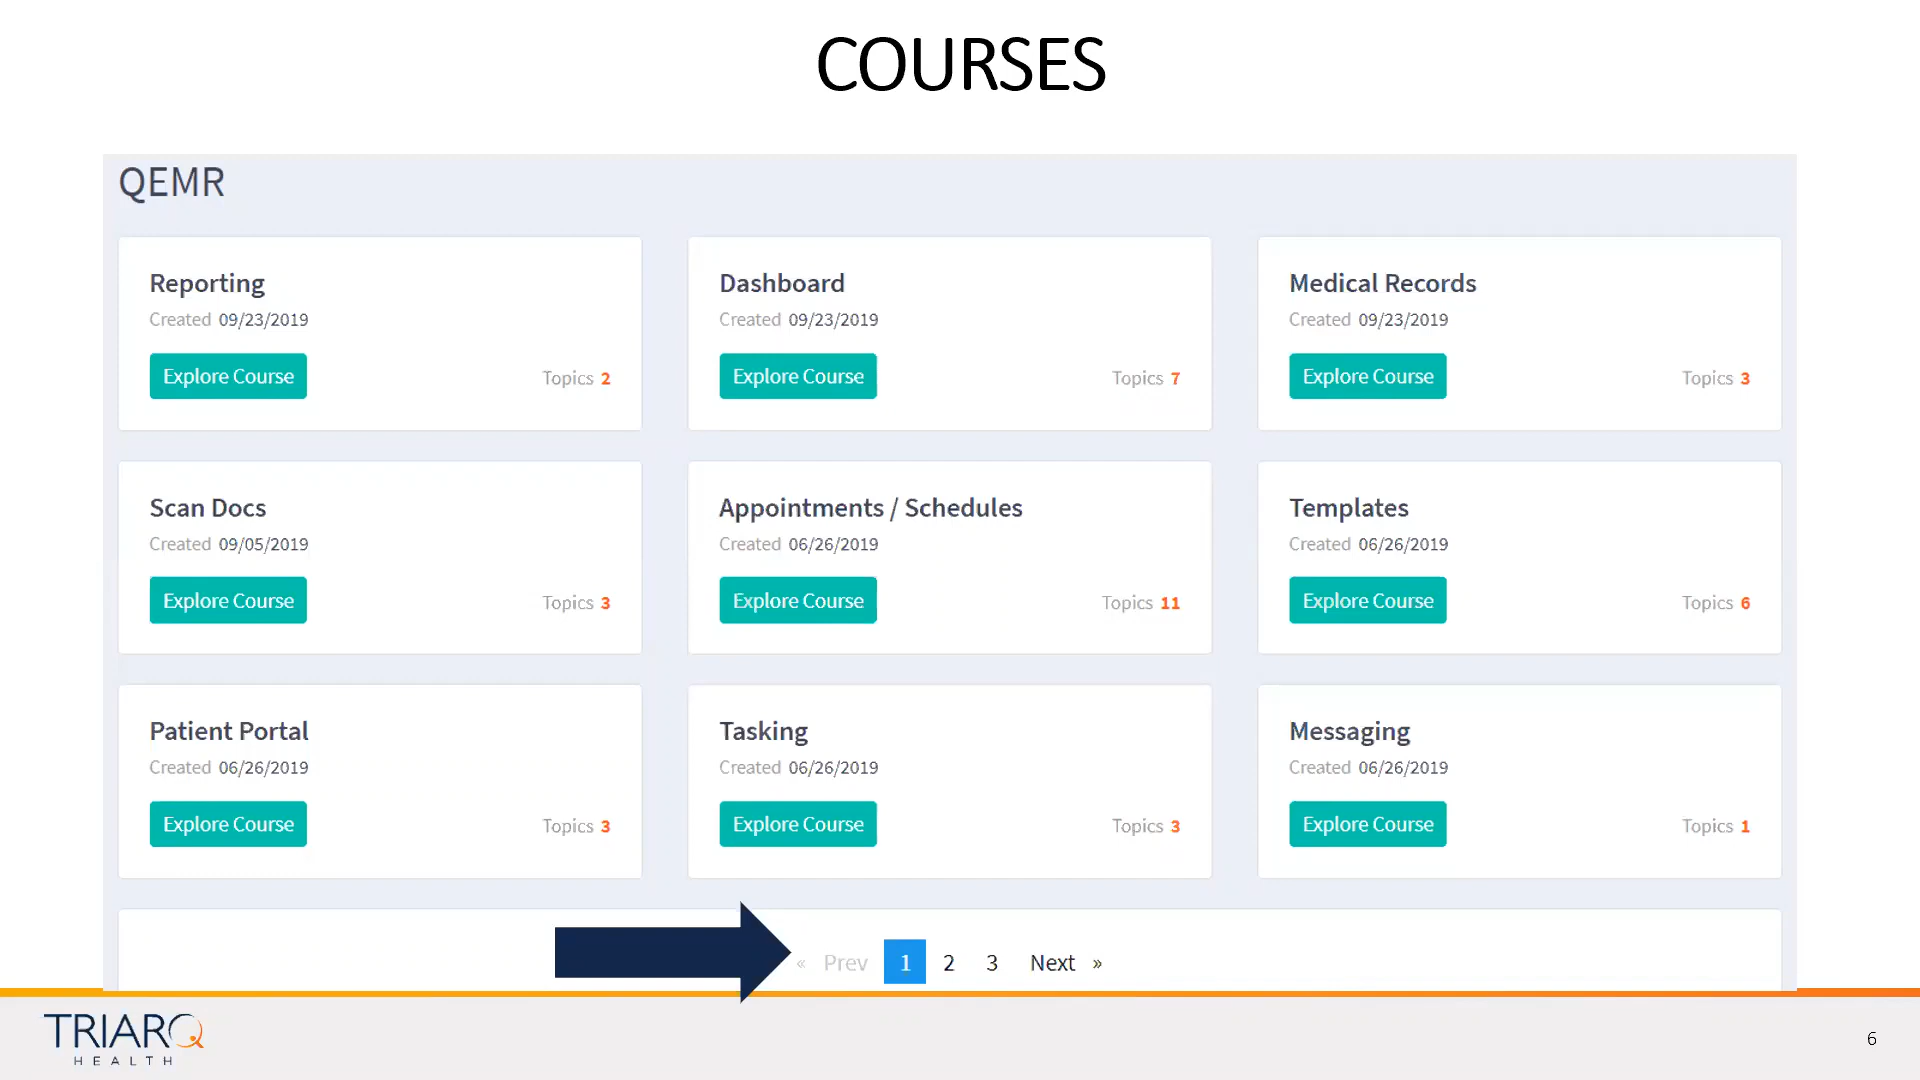 COURSES
QEMR
Reporting
Created 09/23/2019
Explore Course
Topics 2
Dashboard
Created 09/23/2019
Explore Course
Topics 7
Medical Records
Created 09/23/2019
Explore Course
Topics 3
Scan Docs
Created 09/05/2019
Explore Course
Topics 3
Appointments / Schedules
Created 06/26/2019
Explore Course
Topics 11
Templates
Created 06/26/2019
Explore Course
Topics 6
Patient Portal
Created 06/26/2019
Explore Course
Topics 3
Tasking
Created 06/26/2019
Explore Course
Topics 3
Messaging
Created 06/26/2019
Explore Course
Topics 1
« Prev 1 2 3 Next »
TRIARQ
HEALTH
6